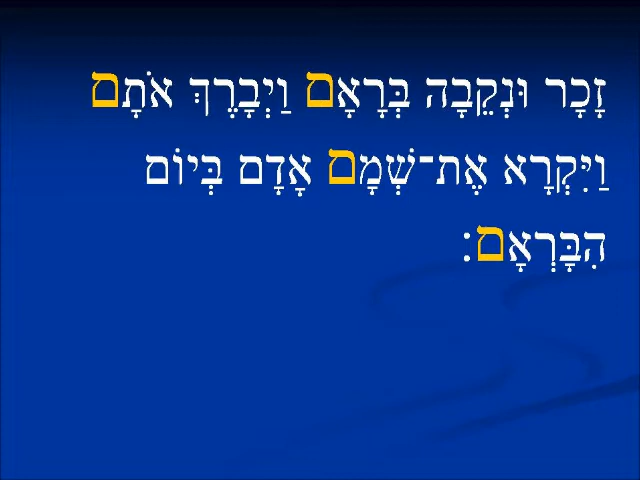 זָכָר וּנְקֵבָה בְּרָאָם וַיְבָרֶךְ אֹתָם
וַיִּקְרָא אֶת־שְׁמָם אָדָם בְּיוֹם
הִבָּרְאָם׃